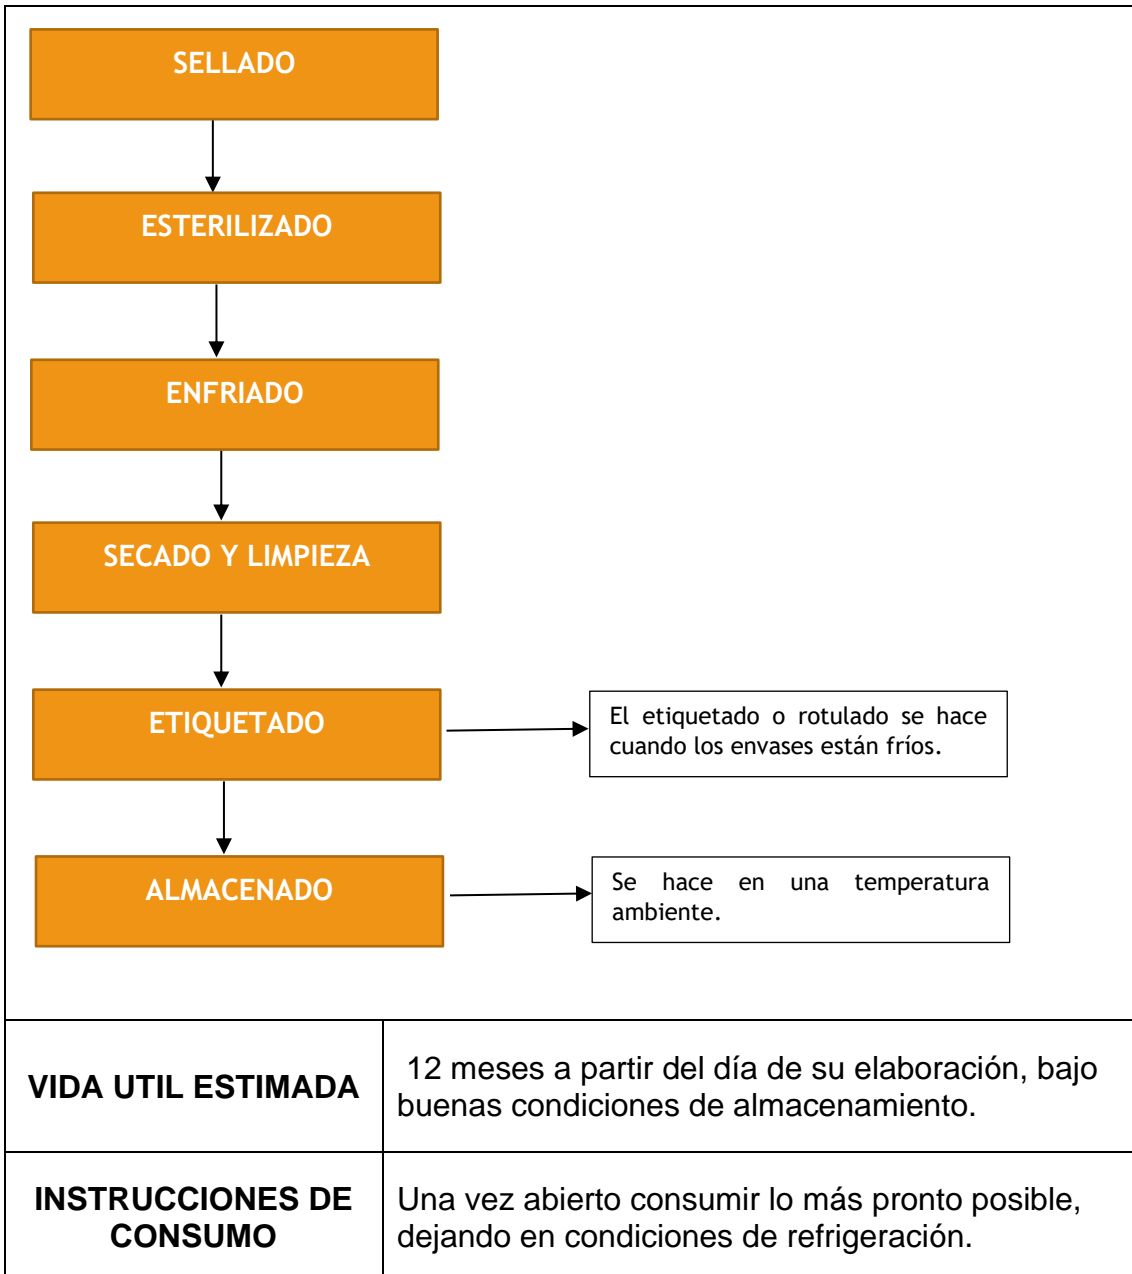 SELLADO
ESTERILIZADO
ENFRIADO
SECADO Y LIMPIEZA
ETIQUETADO
El etiquetado o rotulado se hace
cuando los envases están fríos.
ALMACENADO
Se hace en una temperatura
ambiente.
VIDA UTIL ESTIMADA
12 meses a partir del día de su elaboración, bajo
buenas condiciones de almacenamiento.
INSTRUCCIONES DE
CONSUMO
Una vez abierto consumir lo más pronto posible,
dejando en condiciones de refrigeración.